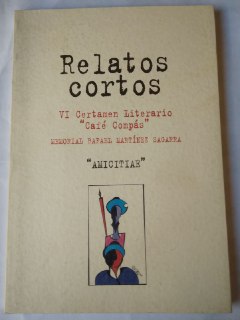 Relatos
cortos
VI Certamen Literario
"Café Compás"
MEMORIAL RAFAEL MARTÍNEZ SAGARRA
"AMICITIAE"